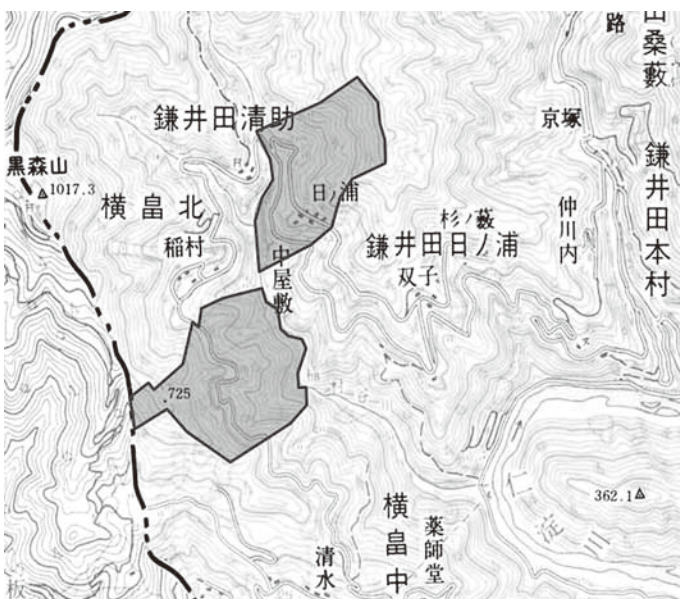 路
田桑藪
鎌井田清助
京塚
黒森山
1017.3
横畠北
日ノ浦
鎌井田本村
杉ノ藪
仲川内
稲村
中屋敷
鎌井田日ノ浦
双子
725
362.1
仁淀川
横畠中
薬師堂
清水
板